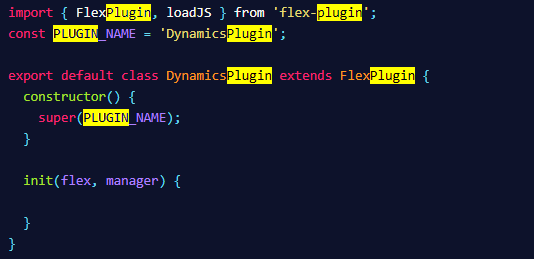 import { FlexPlugin, loadJS } from 'flex-plugin';
const PLUGIN_NAME = 'DynamicsPlugin';
export default class DynamicsPlugin extends FlexPlugin {
constructor() {
super(PLUGIN_NAME);
}
init(flex, manager) {
}
}